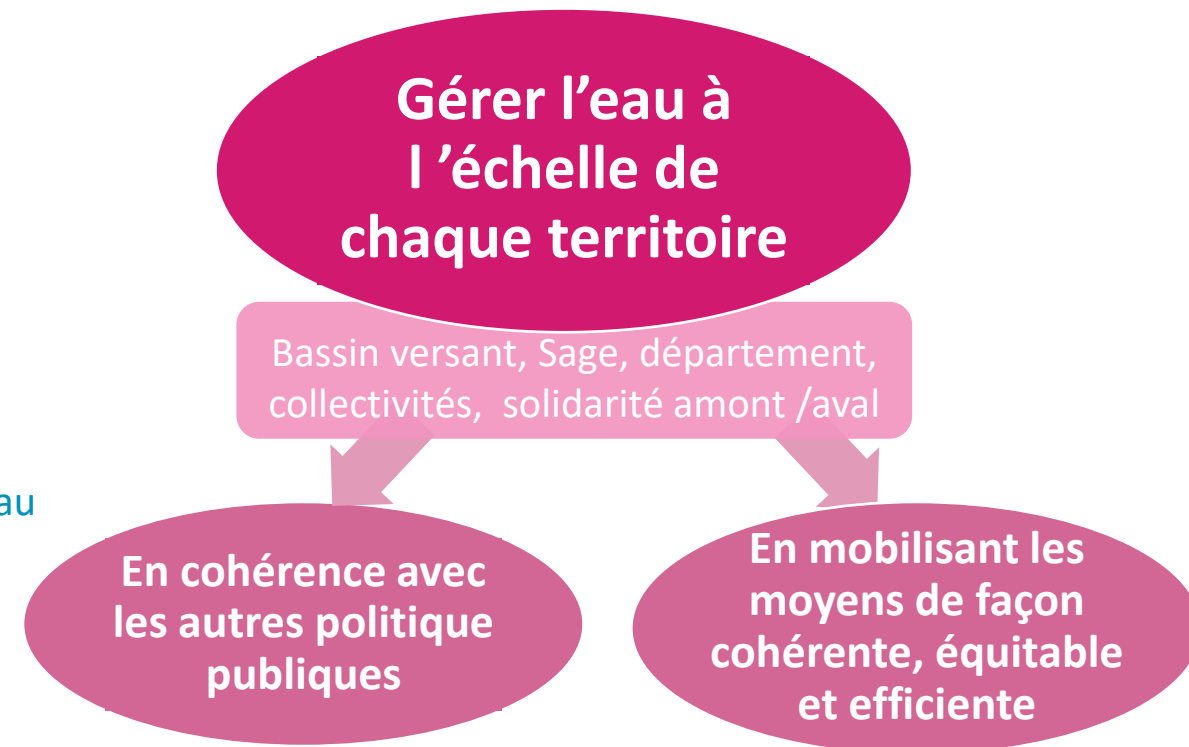 Gérer l’eau à
l ’échelle de
chaque territoire
Bassin versant, Sage, département,
collectivités, solidarité amont /aval
au
En cohérence avec
les autres politique
publiques
En mobilisant les
moyens de façon
cohérente, équitable
et efficiente